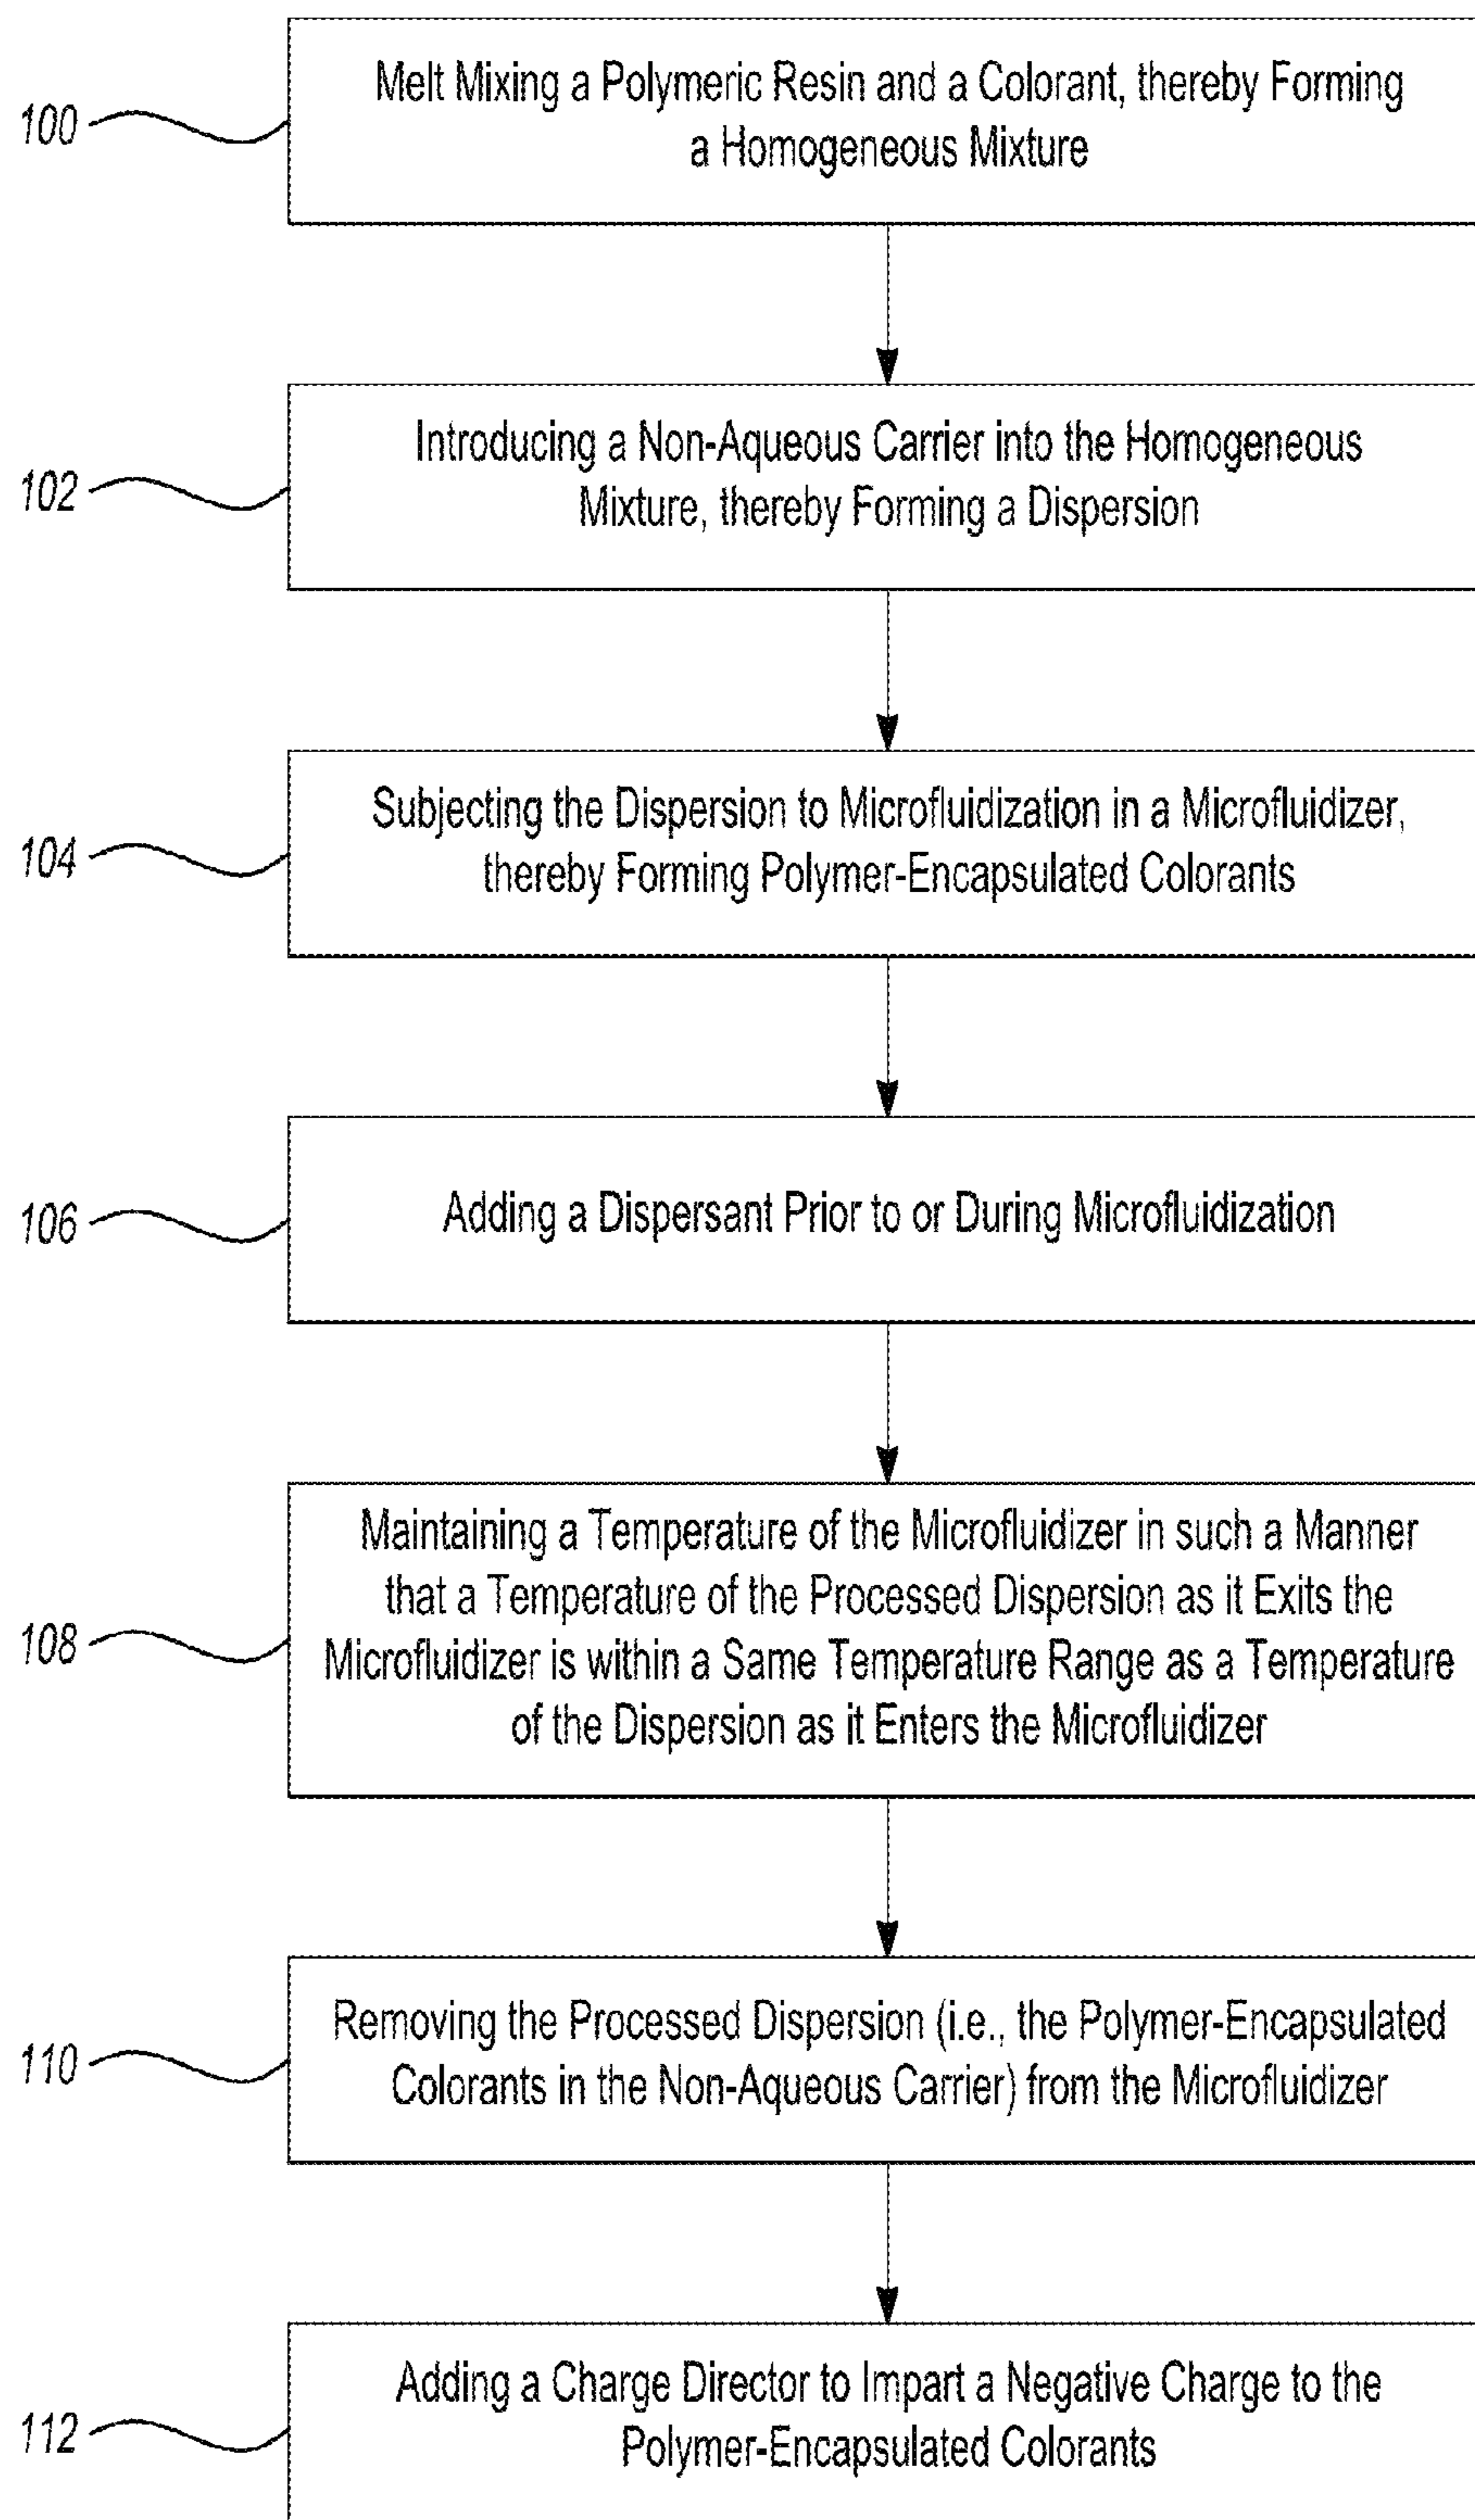 100
Melt Mixing a Polymeric Resin and a Colorant, thereby Forming
a Homogeneous Mixture
102
Introducing a Non-Aqueous Carrier into the Homogeneous
Mixture, thereby Forming a Dispersion
104
Subjecting the Dispersion to Microfluidization in a Microfluidizer,
thereby Forming Polymer-Encapsulated Colorants
106
Adding a Dispersant Prior to or During Microfluidization
108
Maintaining a Temperature of the Microfluidizer in such a Manner
that a Temperature of the Processed Dispersion as it Exits the
Microfluidizer is within a Same Temperature Range as a Temperature
of the Dispersion as it Enters the Microfluidizer
110
Removing the Processed Dispersion (i.e., the Polymer-Encapsulated
Colorants in the Non-Aqueous Carrier) from the Microfluidizer
112
Adding a Charge Director to Impart a Negative Charge to the
Polymer-Encapsulated Colorants